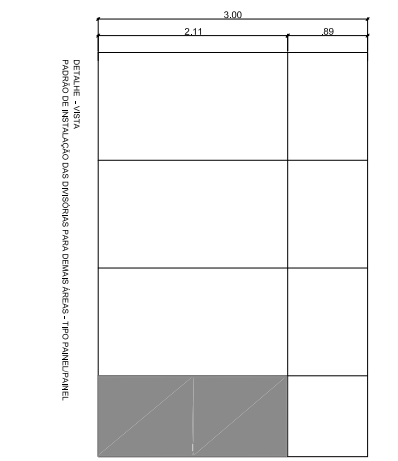 3.00
2.11
.89
DETALHE - VISTA
PADRÃO DE INSTALAÇÃO DAS DIVISÓRIAS PARA DEMAIS ÁREAS - TIPO PAINEL/PAINEL